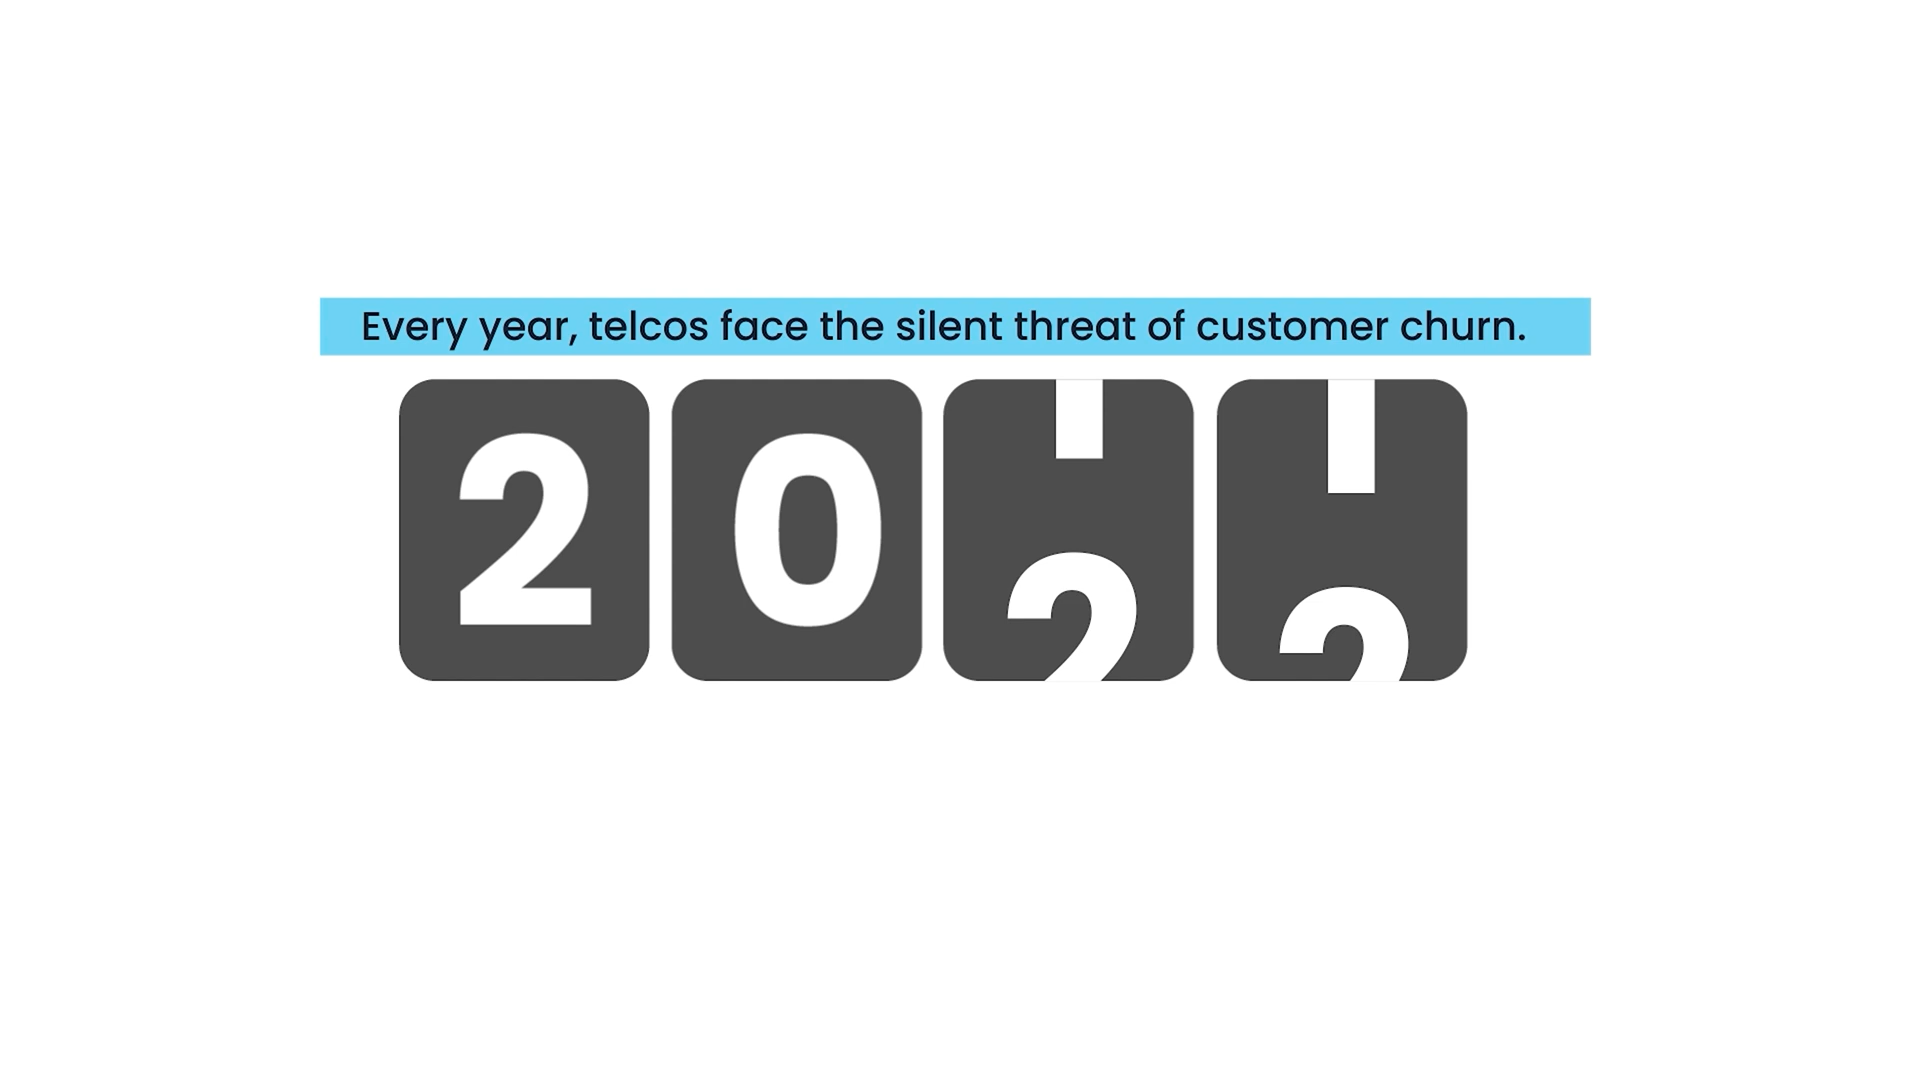 Every year, telcos face the silent threat of customer churn.
20